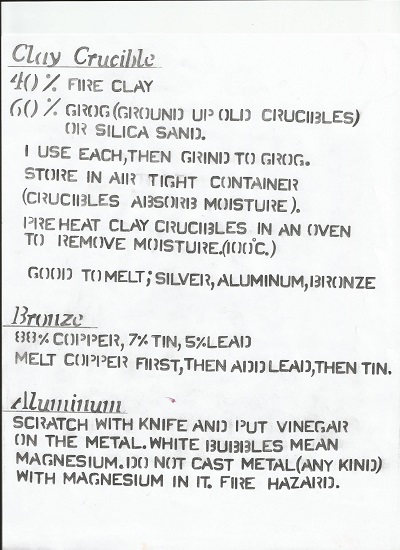 Clay Crucible
40% FIRE CLAY
60% GROG (GROUND UP OLD CRUCIBLES)
OR SILICA SAND.
I USE EACH, THEN GRIND TO GROG.
STORE IN AIR TIGHT CONTAINER
(CRUCIBLES ABSORB MOISTURE).
PREHEAT CLAY CRUCIBLES IN AN OVEN
TO REMOVE MOISTURE.(100°C.)
GOOD TO MELT; SILVER, ALUMINUM, BRONZE
Bronze
88% COPPER, 7% TIN, 5% LEAD
MELT COPPER FIRST, THEN ADD LEAD, THEN TIN.
Aluminum
SCRATCH WITH KNIFE AND PUT VINEGAR
ON THE METAL. WHITE BUBBLES MEAN
MAGNESIUM. DO NOT CAST METAL (ANY KIND)
WITH MAGNESIUM IN IT. FIRE HAZARD.